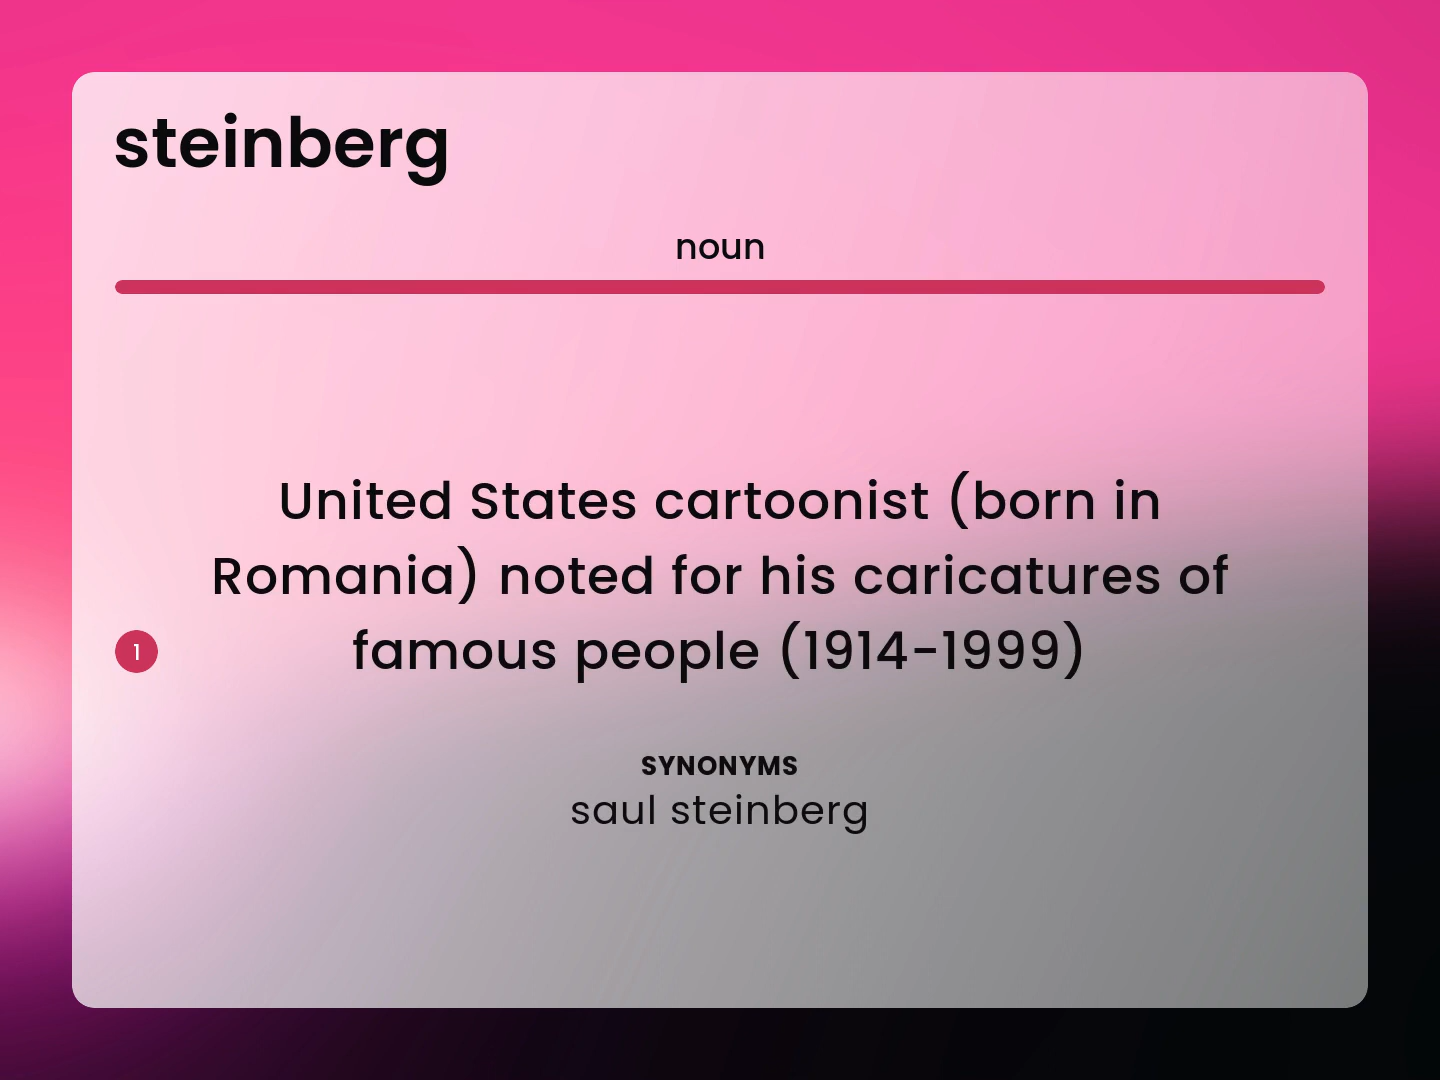 steinberg
noun
United States cartoonist (born in
Romania) noted for his caricatures of
1 famous people (1914-1999)
SYNONYMS
saul steinberg